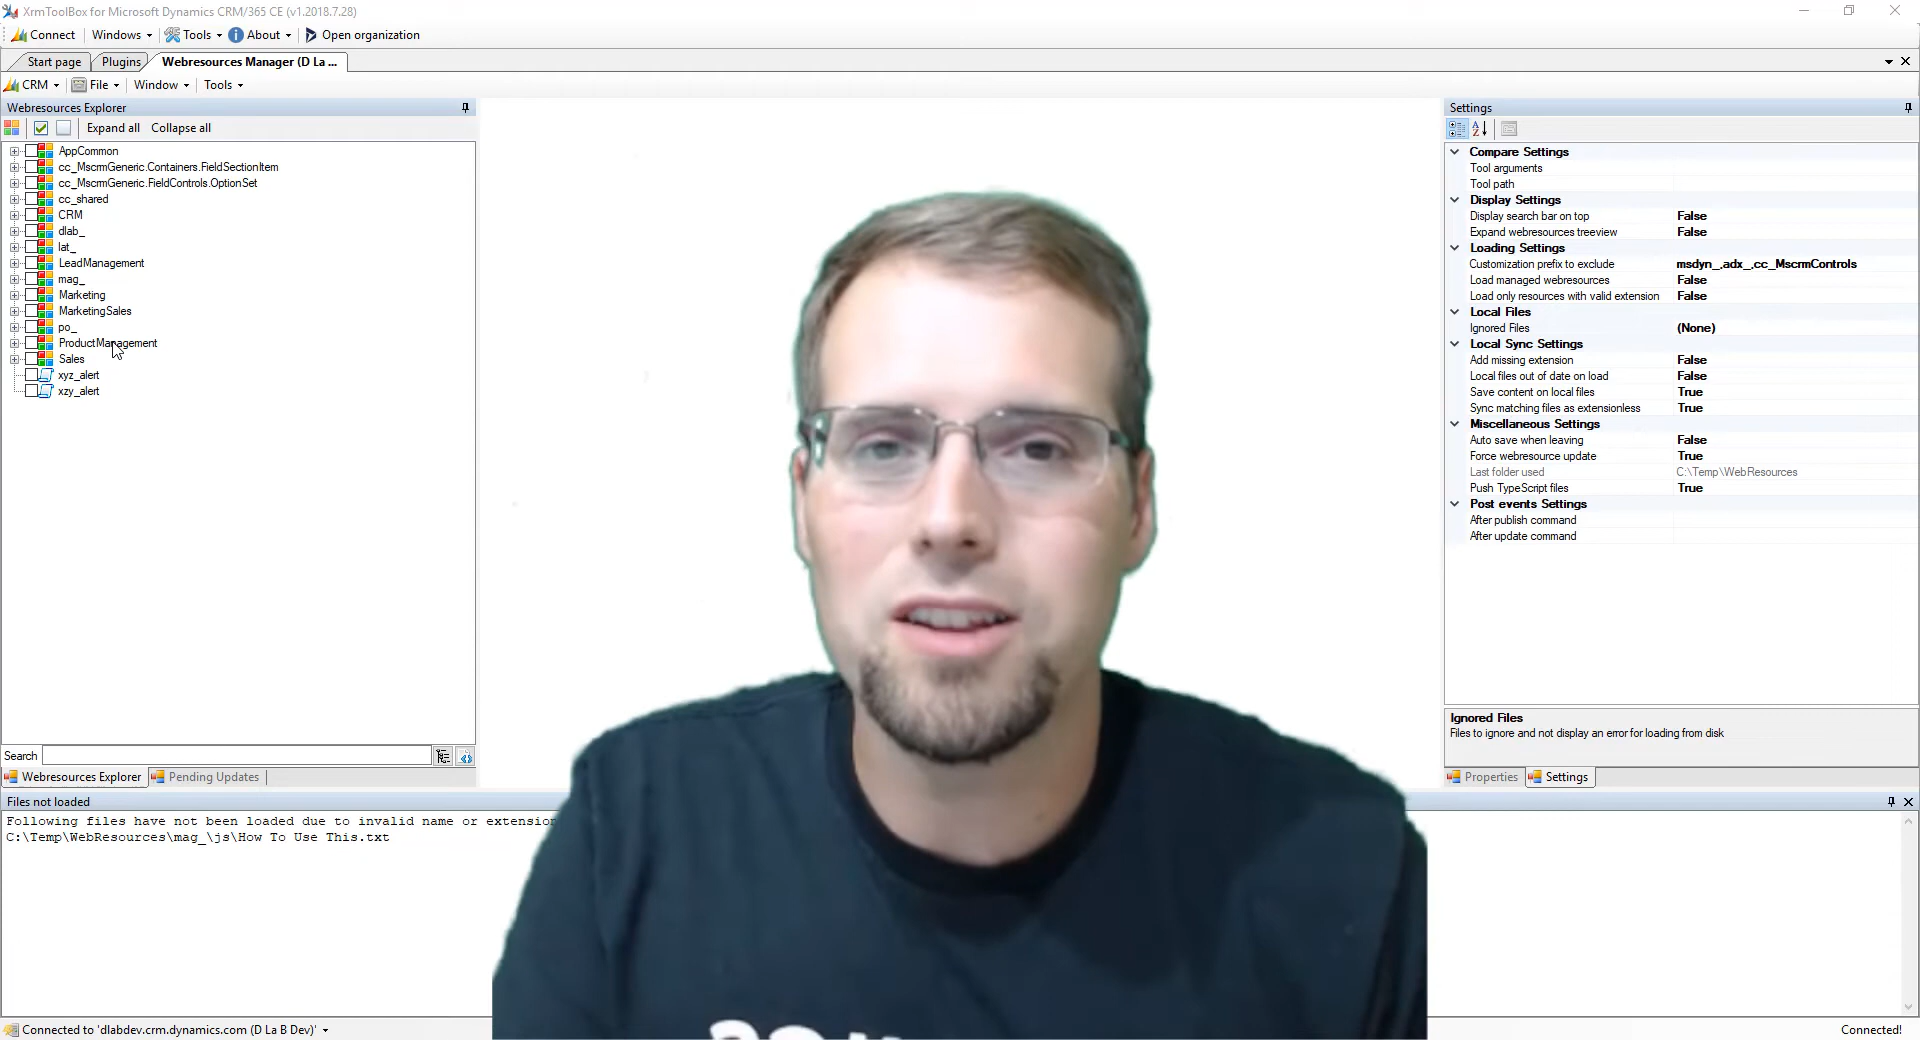 XrmToolBox for Microsoft Dynamics CRM/365 CE (v1.2018.7.28)
Connect Windows Tools About Open organization
Start page Plugins Webresources Manager (D La ...
CRM File Window Tools
Webresources Explorer
Expand all Collapse all
AppCommon
cc_MscrmGeneric.Containers.FieldSectionItem
cc_MscrmGeneric.FieldControls.OptionSet
cc_shared
CRM
dlab_
lat_
LeadManagement
mag_
Marketing
MarketingSales
po_
ProductManagement
Sales
xyz_alert
xzy_alert
Search
Webresources Explorer Pending Updates
Settings
Compare Settings
Tool arguments
Tool path
Display Settings
Display search bar on top False
Expand webresources treeview False
Loading Settings
Customization prefix to exclude msdyn_,adx_,cc_MscrmControls
Load managed webresources False
Load only resources with valid extension False
Local Files
Ignored Files (None)
Local Sync Settings
Add missing extension False
Local files out of date on load False
Save content on local files True
Sync matching files as extensionless True
Miscellaneous Settings
Auto save when leaving False
Force webresource update True
Last folder used C:\Temp\WebResources
Push TypeScript files True
Post events Settings
After publish command
After update command
Ignored Files
Files to ignore and not display an error for loading from disk
Properties Settings
Files not loaded
Following files have not been loaded due to invalid name or extension
C:\Temp\WebResources\mag_\js\How To Use This.txt
Connected to 'dlabdev.crm.dynamics.com (D La B Dev)' Connected!